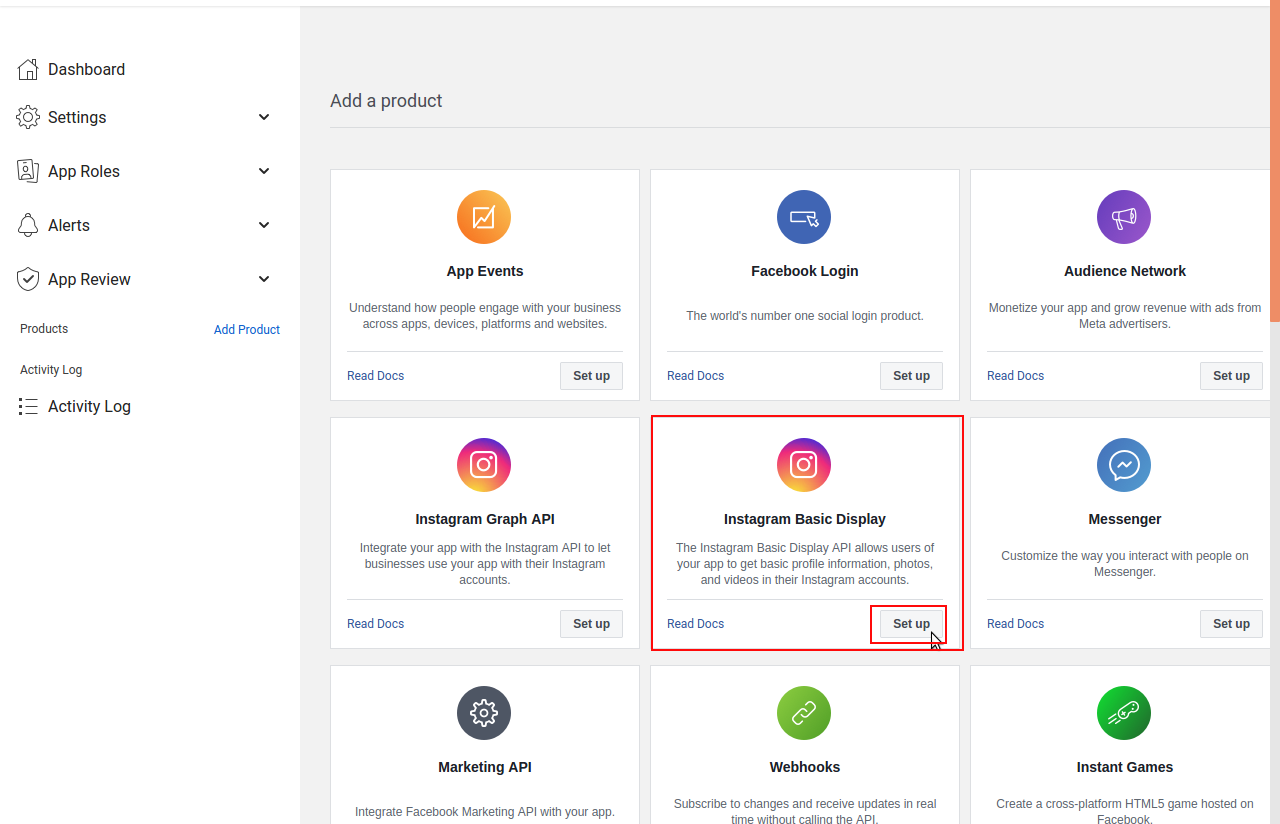 Dashboard
Settings
App Roles
Alerts
App Review
Products
Add Product
Activity Log
Activity Log
Add a product
App Events
Understand how people engage with your business
across apps, devices, platforms and websites.
Read Docs
Set up
Facebook Login
The world's number one social login product.
Read Docs
Set up
Audience Network
Monetize your app and grow revenue with ads from
Meta advertisers.
Read Docs
Set up
Instagram Graph API
Integrate your app with the Instagram API to let
businesses use your app with their Instagram
accounts.
Read Docs
Set up
Instagram Basic Display
The Instagram Basic Display API allows users of
your app to get basic profile information, photos,
and videos in their Instagram accounts.
Read Docs
Set up
Messenger
Customize the way you interact with people on
Messenger.
Read Docs
Set up
Marketing API
Integrate Facebook Marketing API with your app.
Webhooks
Subscribe to changes and receive updates in real
time without calling the API.
Instant Games
Create a cross-platform HTML5 game hosted on
Facebook.